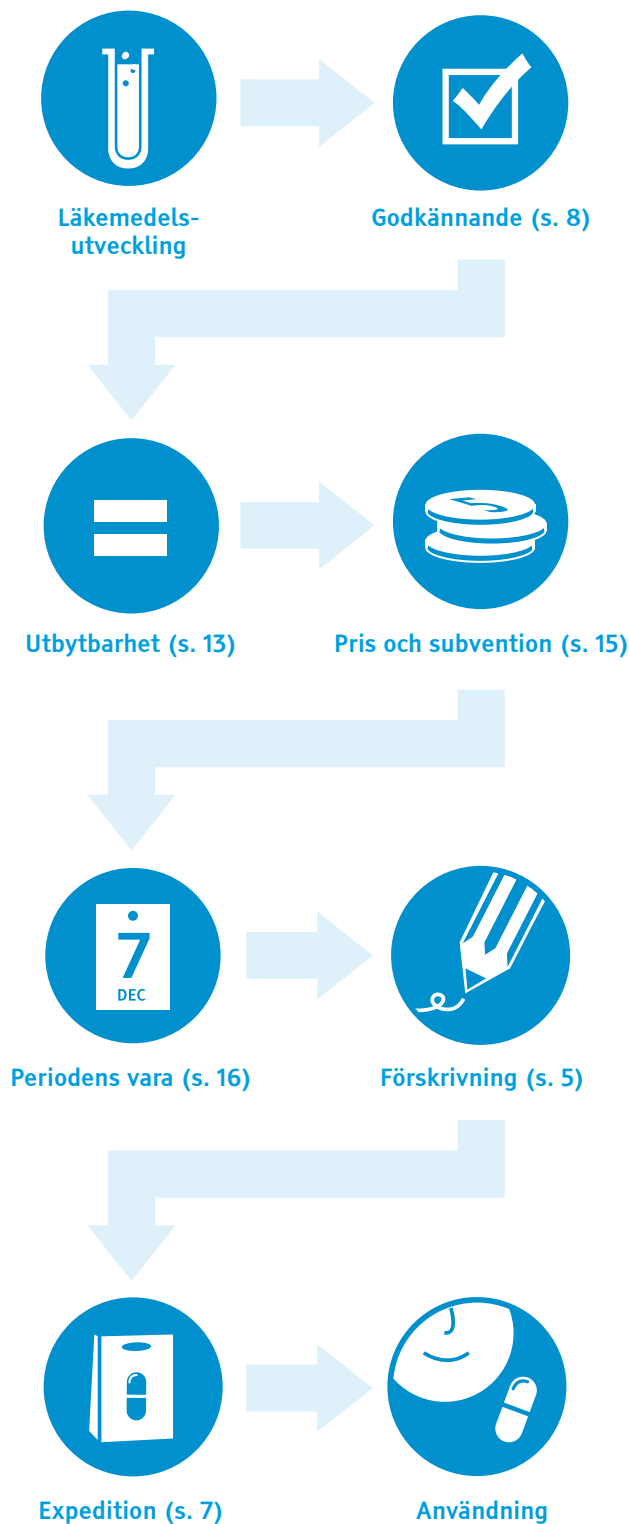 Läkemedels-
utveckling
Godkännande (s. 8)
Utbytbarhet (s. 13)
5
Pris och subvention (s. 15)
7
DEC
Periodens vara (s. 16)
Förskrivning (s. 5)
Expedition (s. 7)
Användning